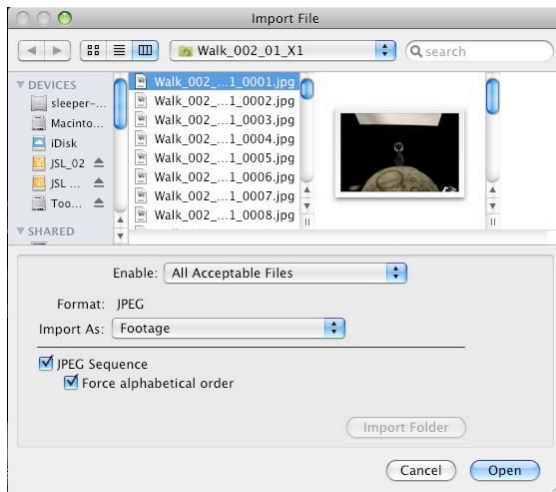 Import File
Walk_002_01_X1
search
DEVICES
sleeper-...
Macinto...
iDisk
JSL_02
JSL ...
Too...
SHARED
Walk_002_...1_0001.jpg
Walk_002_...1_0002.jpg
Walk_002_...1_0003.jpg
Walk_002_...1_0004.jpg
Walk_002_...1_0005.jpg
Walk_002_...1_0006.jpg
Walk_002_...1_0007.jpg
Walk_002_...1_0008.jpg
Enable: All Acceptable Files
Format: JPEG
Import As: Footage
JPEG Sequence
Force alphabetical order
Import Folder
Cancel Open